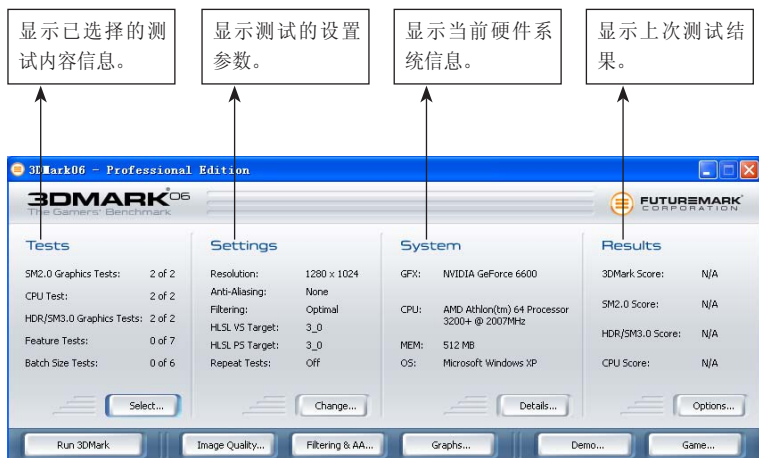 显示已选择的测
试内容信息。
显示测试的设置
参数。
显示当前硬件系
统信息。
显示上次测试结
果。
3DMark06 - Professional Edition
3DMARK06
The Gamers' Benchmark
FUTUREMARK
CORPORATION
Tests
SM2.0 Graphics Tests: 2 of 2
CPU Test: 2 of 2
HDR/SM3.0 Graphics Tests: 2 of 2
Feature Tests: 0 of 7
Batch Size Tests: 0 of 6
Select...
Settings
Resolution: 1280 x 1024
Anti-Aliasing: None
Filtering: Optimal
HLSL VS Target: 3_0
HLSL PS Target: 3_0
Repeat Tests: Off
Change...
System
GFX: NVIDIA GeForce 6600
CPU: AMD Athlon(tm) 64 Processor
3200+ @ 2007MHz
MEM: 512 MB
OS: Microsoft Windows XP
Details...
Results
3DMark Score: N/A
SM2.0 Score: N/A
HDR/SM3.0 Score: N/A
CPU Score: N/A
Options...
Run 3DMark
Image Quality...
Filtering & AA...
Graphs...
Demo...
Game...